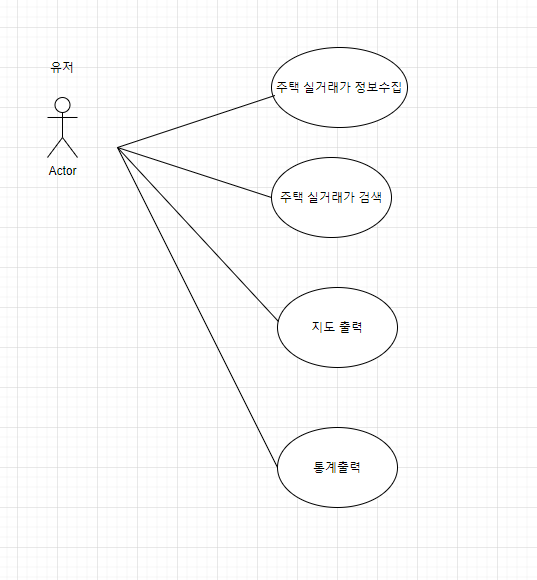 유저
Actor
주택 실거래가 정보수집
주택 실거래가 검색
지도 출력
통계출력